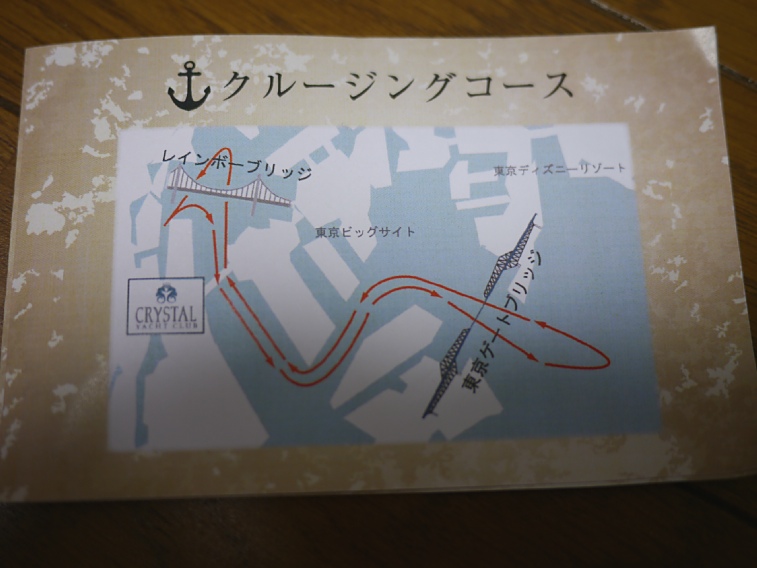 クルージングコース
レインボーブリッジ
東京ディズニーリゾート
東京ビッグサイト
CRYSTAL
YACHT CLUB
東京ゲートブリッジ